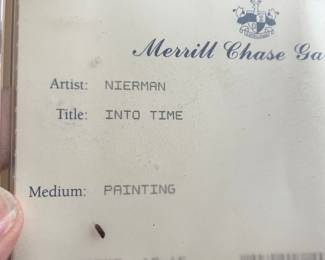 Merrill Chase Ga
Artist: NIERMAN
Title: INTO TIME
Medium: PAINTING